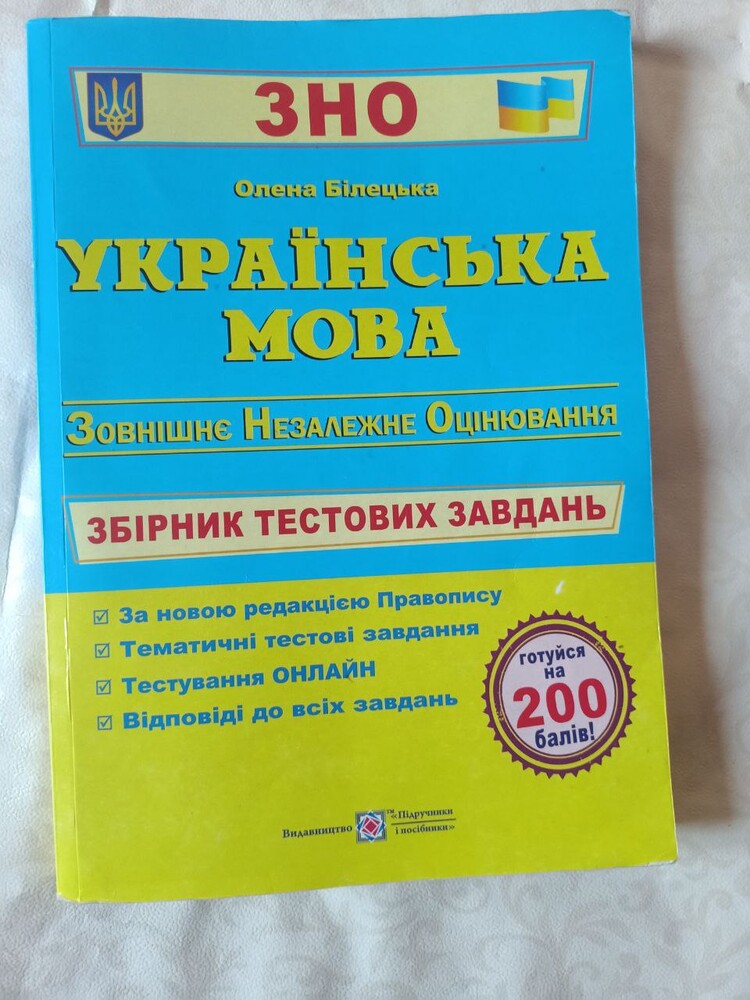 ЗНО
Олена Білецька
УКРАЇНСЬКА
МОВА
Зовнішнє Незалежне Оцінювання
ЗБІРНИК ТЕСТОВИХ ЗАВДАНЬ
За новою редакцією Правопису
Тематичні тестові завдання
Тестування ОНЛАЙН
Відповіді до всіх завдань
готуйся
на
200
балів!
Видавництво ™ «Підручники
і посібники»